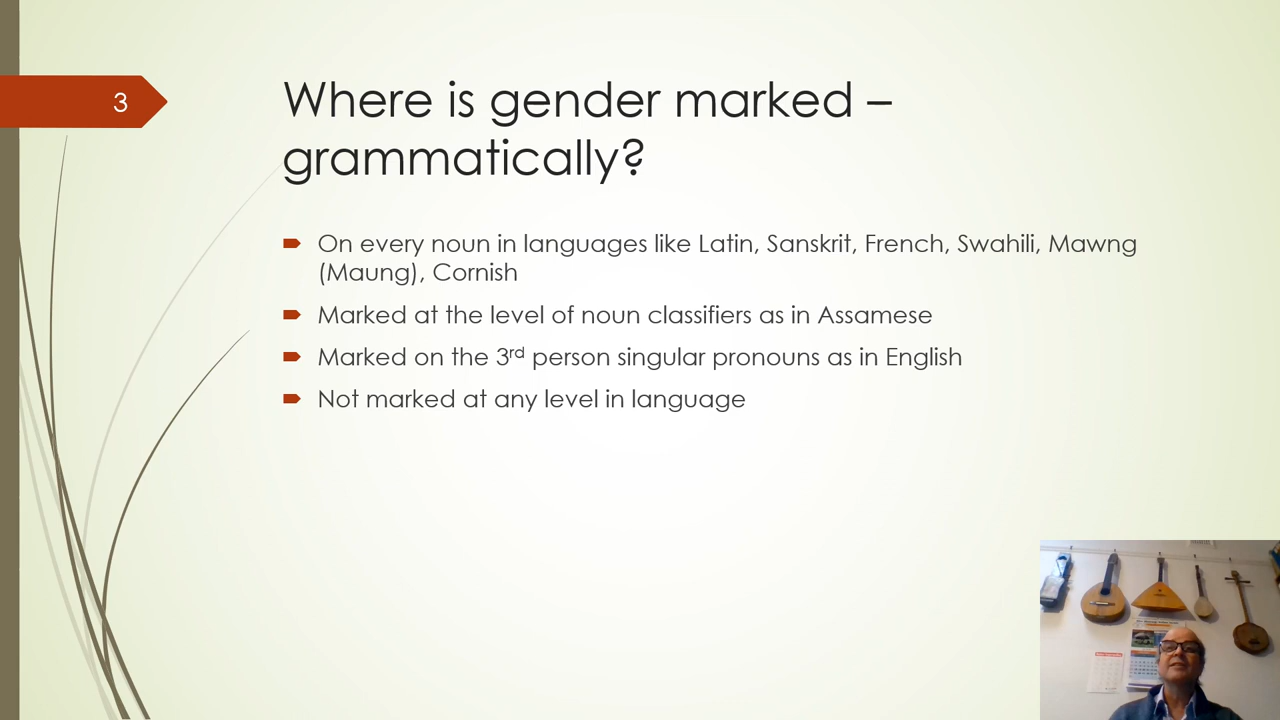 3
Where is gender marked –
grammatically?
On every noun in languages like Latin, Sanskrit, French, Swahili, Mawng
(Maung), Cornish
Marked at the level of noun classifiers as in Assamese
Marked on the 3rd person singular pronouns as in English
Not marked at any level in language